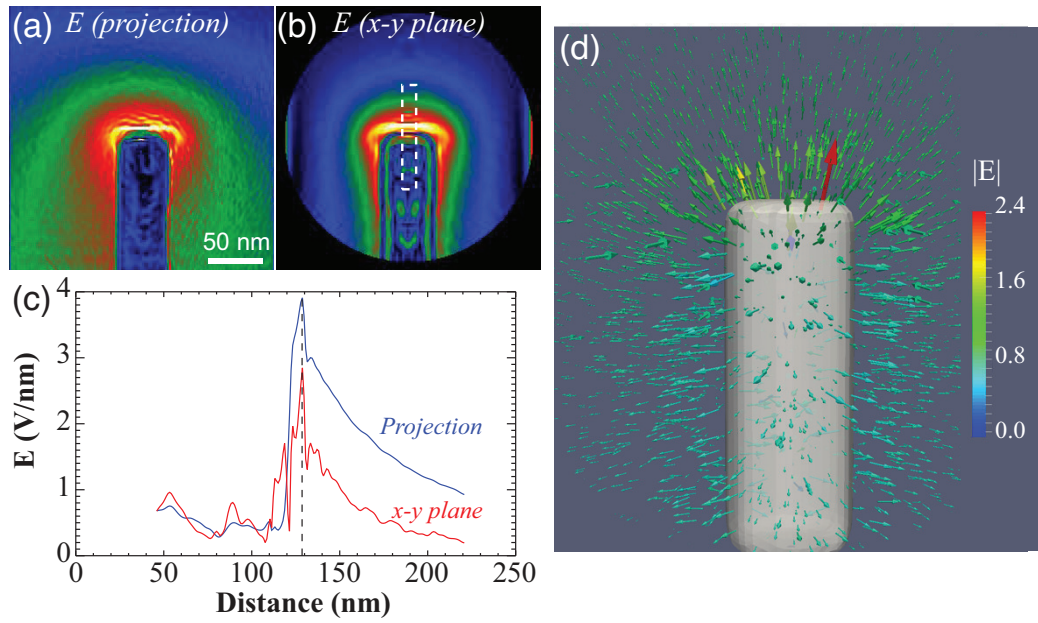 (a) E (projection)
50 nm
(b) E (x-y plane)
(c)
E (V/nm)
4
3
2
1
0
Projection
x-y plane
0 50 100 150 200 250
Distance (nm)
(d)
|E|
2.4
1.6
0.8
0.0